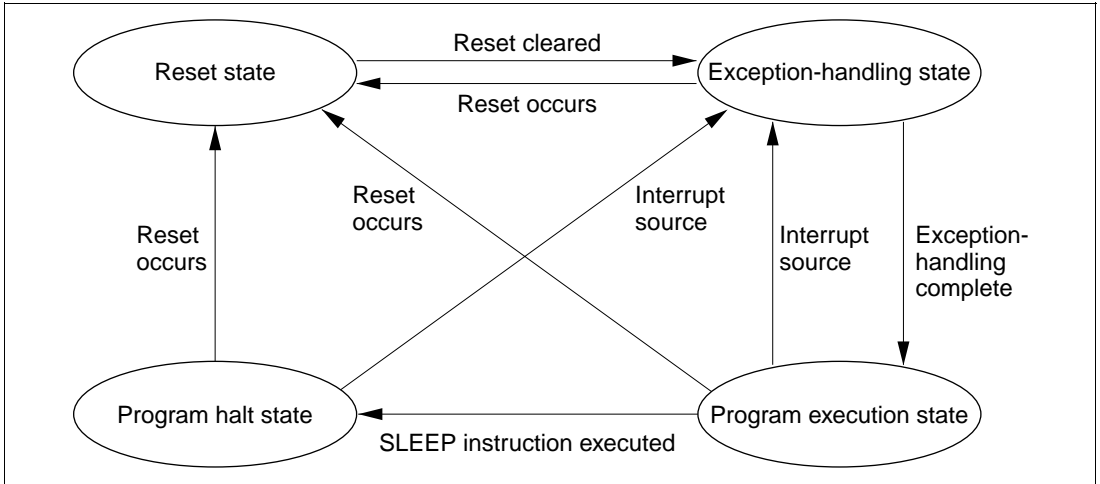 Reset cleared
Reset state
Exception-handling state
Reset occurs
Reset
occurs
Interrupt
source
Reset
occurs
Interrupt
source
Exception-
handling
complete
Program halt state
Program execution state
SLEEP instruction executed